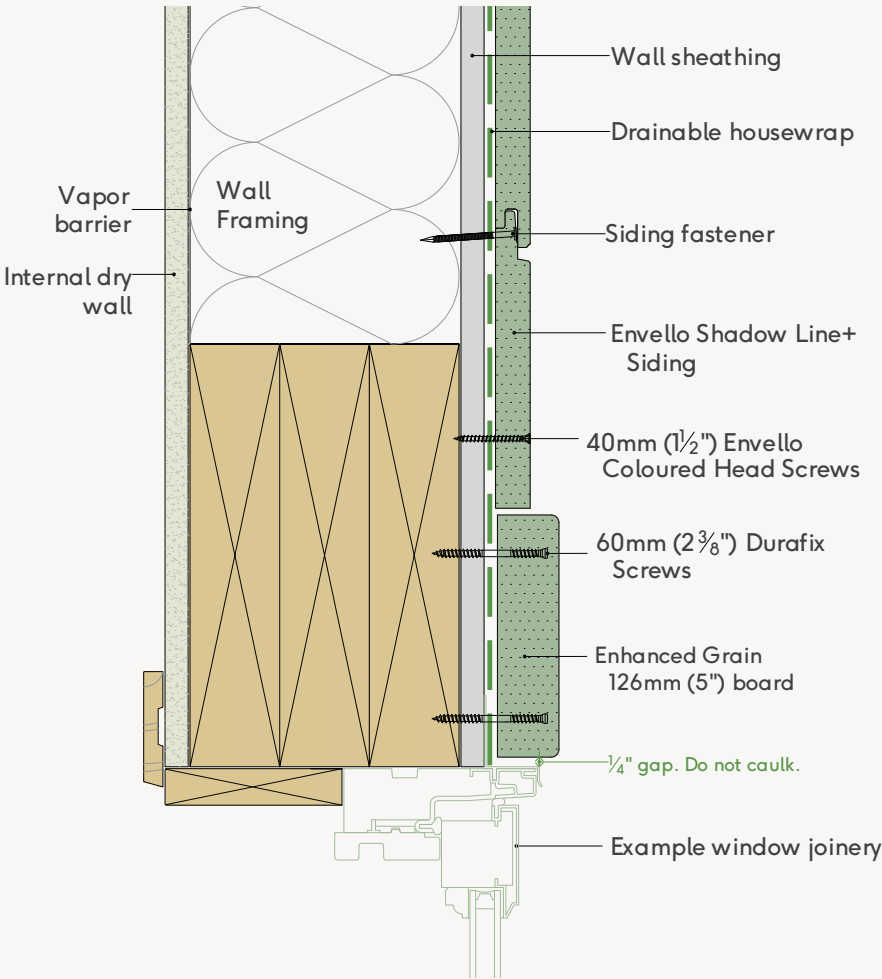 Wall sheathing
Drainable housewrap
Vapor
barrier
Wall
Framing
Siding fastener
Internal dry
wall
Envello Shadow Line+
Siding
40mm (1½") Envello
Coloured Head Screws
60mm (2 ⅜") Durafix
Screws
Enhanced Grain
126mm (5") board
¼" gap. Do not caulk.
Example window joinery